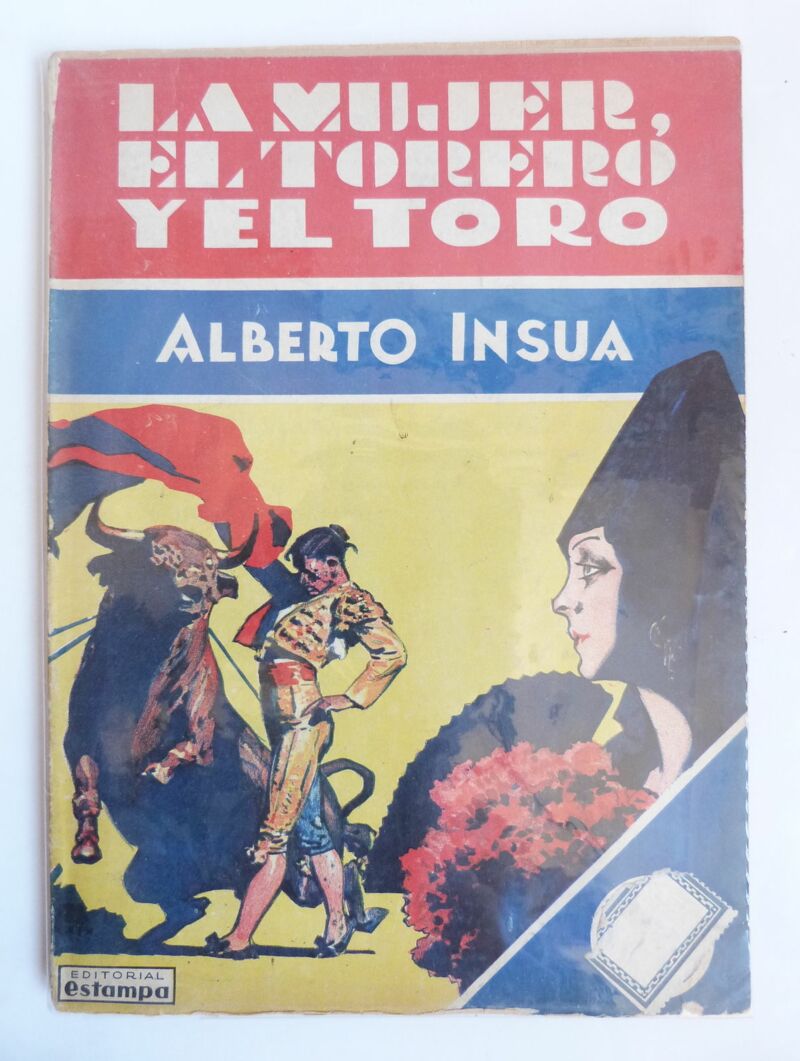 LA MUJER,
EL TORERO
Y EL TORO
ALBERTO INSUA
EDITORIAL
estampa